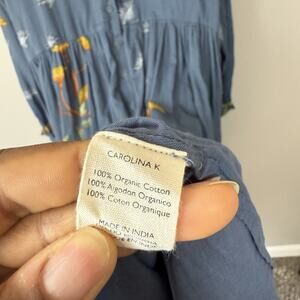 CAROLINA K
100% Organic Cotton
100% Algodon Organico
100% Coton Organique
MADE IN INDIA